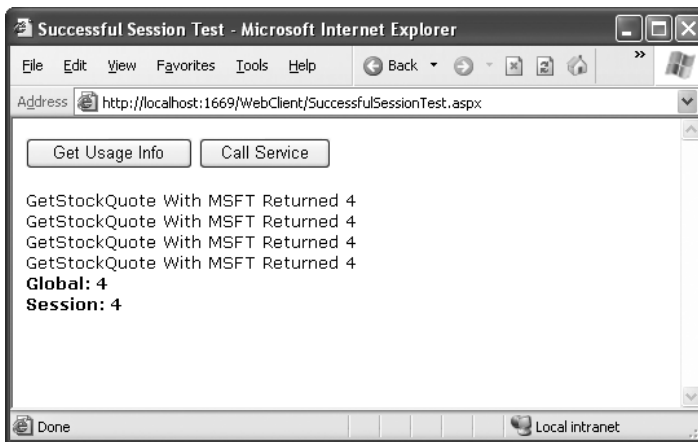 Successful Session Test - Microsoft Internet Explorer
File Edit View Favorites Tools Help Back »
Address http://localhost:1669/WebClient/SuccessfulSessionTest.aspx
Get Usage Info Call Service
GetStockQuote With MSFT Returned 4
GetStockQuote With MSFT Returned 4
GetStockQuote With MSFT Returned 4
GetStockQuote With MSFT Returned 4
Global: 4
Session: 4
Done Local intranet